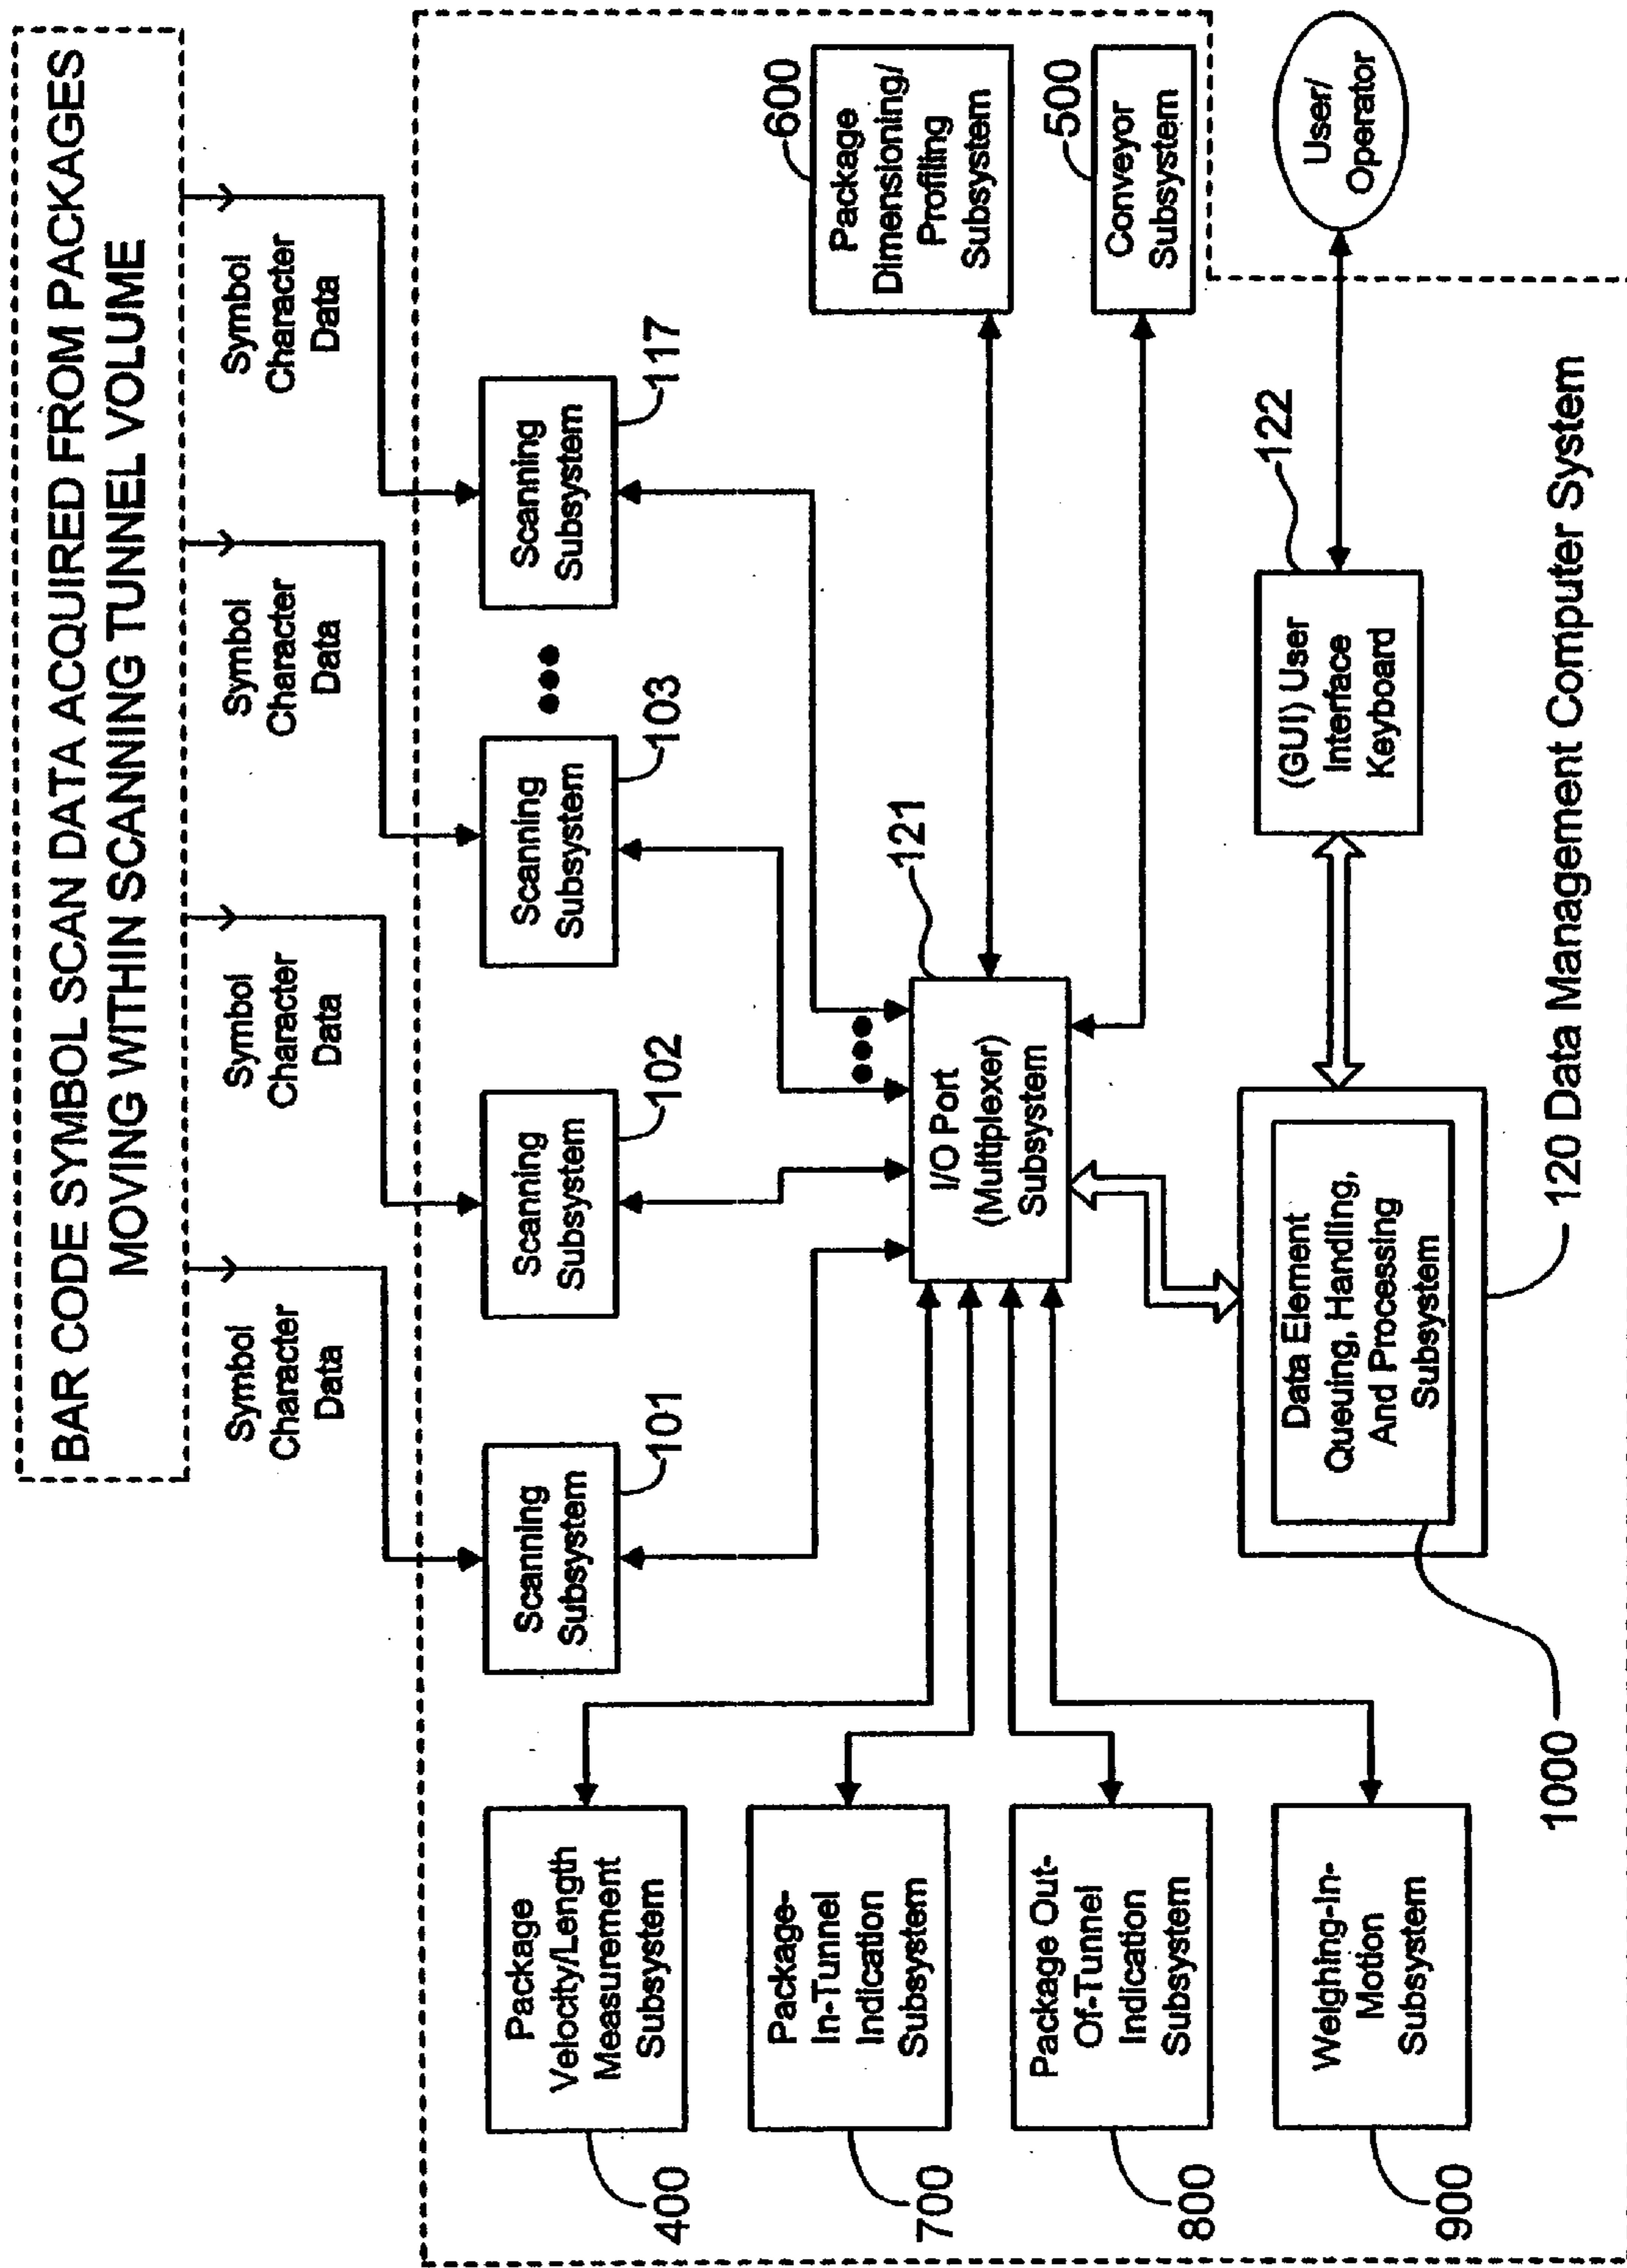 BAR CODE SYMBOL SCAN DATA ACQUIRED FROM PACKAGES
MOVING WITHIN SCANNING TUNNEL VOLUME
Symbol
Character
Data
Symbol
Character
Data
Symbol
Character
Data
Symbol
Character
Data
Scanning
Subsystem
101
Scanning
Subsystem
102
Scanning
Subsystem
103
Scanning
Subsystem
117
Package
Velocity/Length
Measurement
Subsystem
400
Package-
In-Tunnel
Indication
Subsystem
700
Package Out-
Of-Tunnel
Indication
Subsystem
800
Weighing-In-
Motion
Subsystem
900
I/O Port
(Multiplexer)
Subsystem
121
Package
Dimensioning/
Profiling
Subsystem
600
Conveyor
Subsystem
500
Data Element
Queuing, Handling,
And Processing
Subsystem
1000
120 Data Management Computer System
(GUI) User
Interface
Keyboard
122
User/
Operator